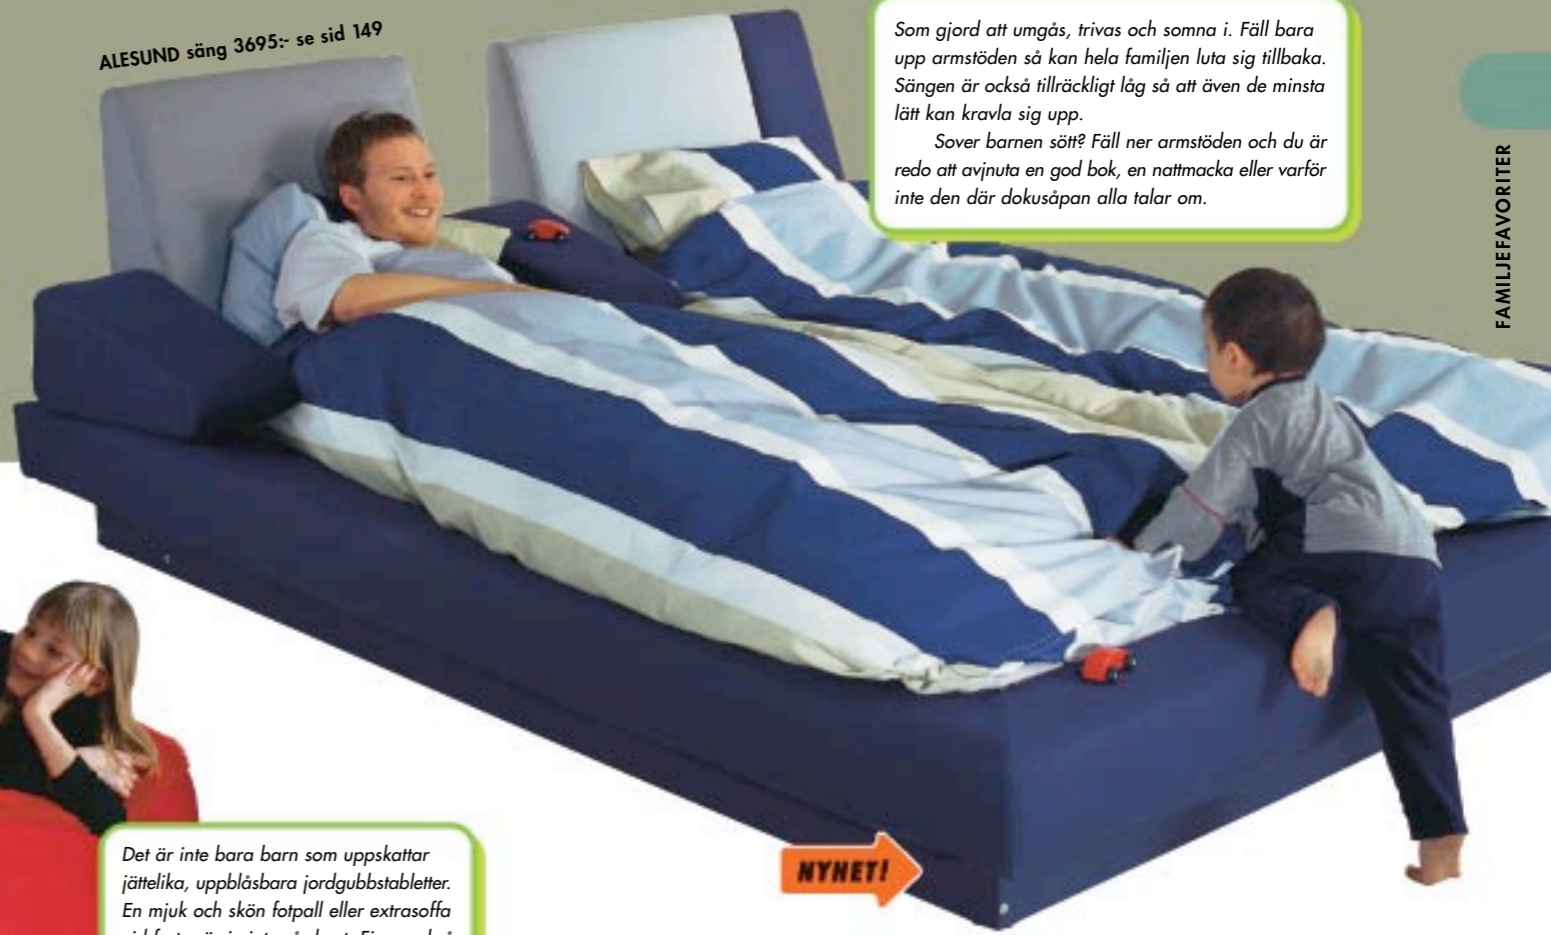 ALESUND säng 3695:- se sid 149
Som gjord att umgås, trivas och somna i. Fäll bara
upp armstöden så kan hela familjen luta sig tillbaka.
Sängen är också tillräckligt låg så att även de minsta
lätt kan kravla sig upp.
Sover barnen sött? Fäll ner armstöden och du är
redo att avjnuta en god bok, en nattmacka eller varför
inte den där dokusåpan alla talar om.
FAMILJEFAVORITER
NYHET!
Det är inte bara barn som uppskattar
jättelika, uppblåsbara jordgubbstabletter.
En mjuk och skön fotpall eller extrasoffa